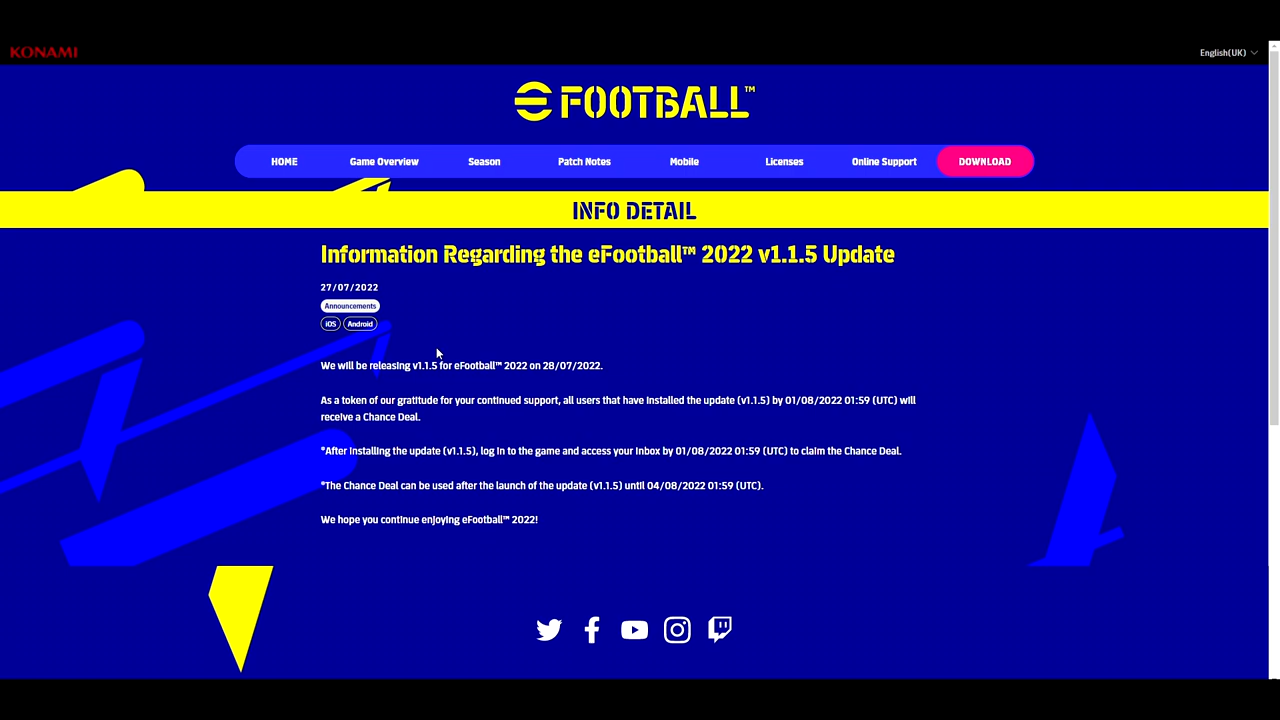 KONAMI
English(UK)
FOOTBALL™
HOME Game Overview Season Patch Notes Mobile Licenses Online Support DOWNLOAD
INFO DETAIL
Information Regarding the eFootball™ 2022 v1.1.5 Update
27/07/2022
Announcements
iOS Android
We will be releasing v1.1.5 for eFootball™ 2022 on 28/07/2022.
As a token of our gratitude for your continued support, all users that have installed the update (v1.1.5) by 01/08/2022 01:59 (UTC) will
receive a Chance Deal.
*After installing the update (v1.1.5), log in to the game and access your Inbox by 01/08/2022 01:59 (UTC) to claim the Chance Deal.
*The Chance Deal can be used after the launch of the update (v1.1.5) until 04/08/2022 01:59 (UTC).
We hope you continue enjoying eFootball™ 2022!